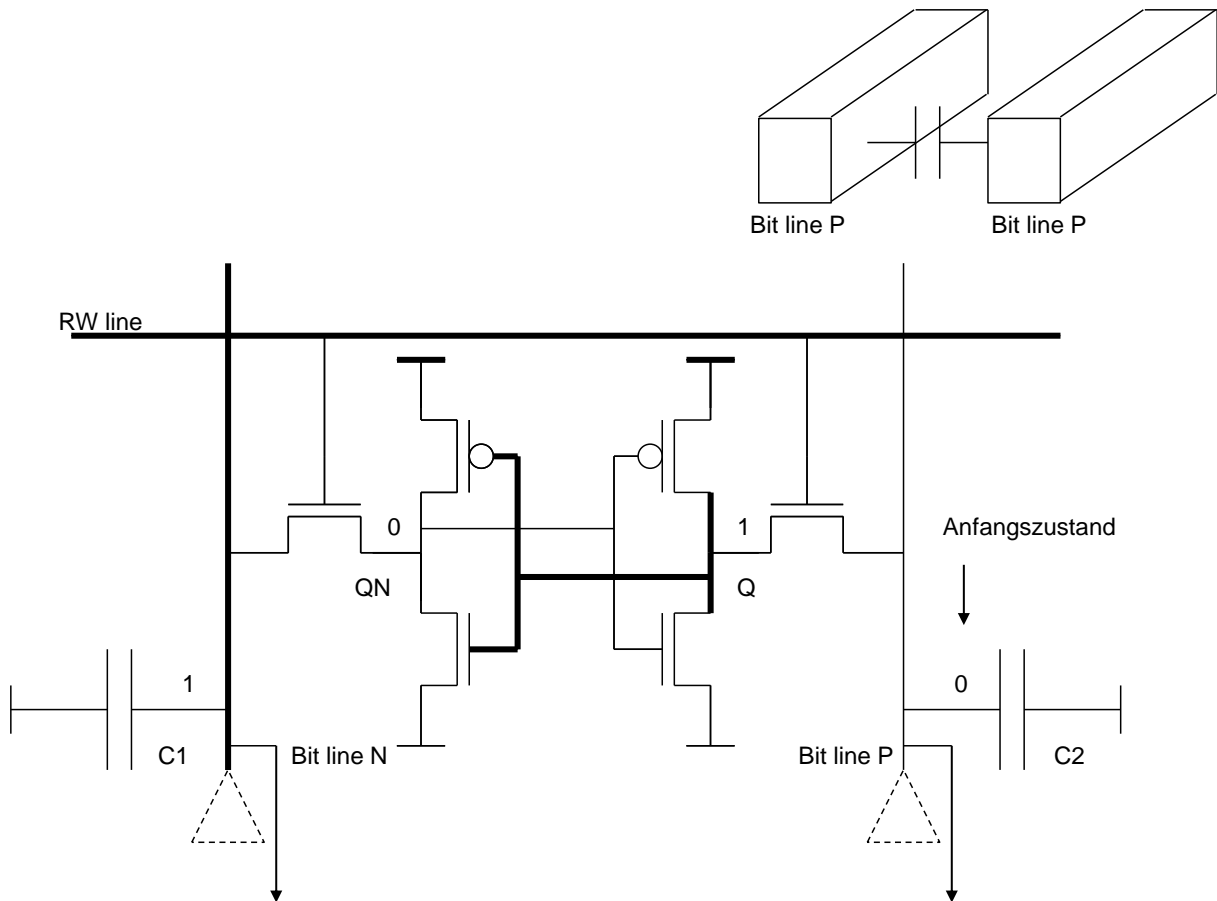 Bit line P
Bit line P
RW line
0
1
Anfangszustand
QN
Q
1
0
C1
Bit line N
Bit line P
C2